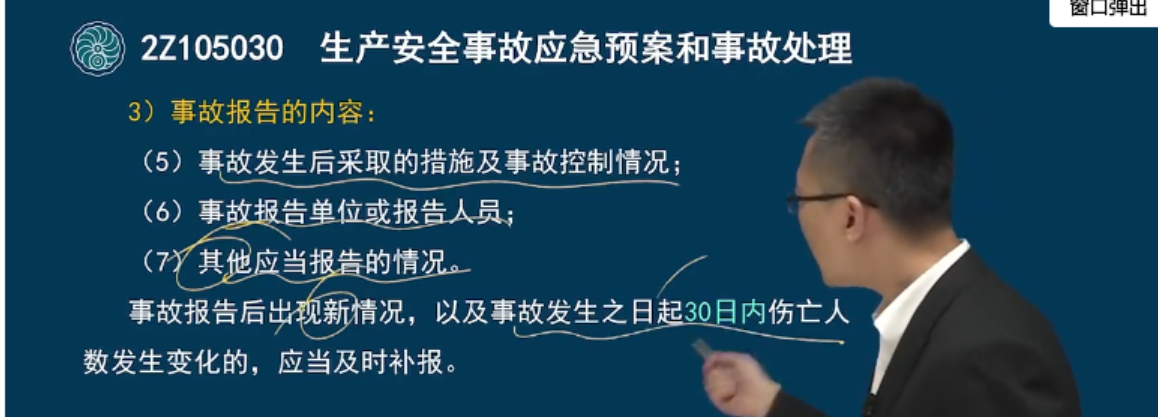 窗口弹出
2Z105030 生产安全事故应急预案和事故处理
3）事故报告的内容：
（5）事故发生后采取的措施及事故控制情况；
（6）事故报告单位或报告人员；
（7）其他应当报告的情况。
事故报告后出现新情况，以及事故发生之日起30日内伤亡人
数发生变化的，应当及时补报。